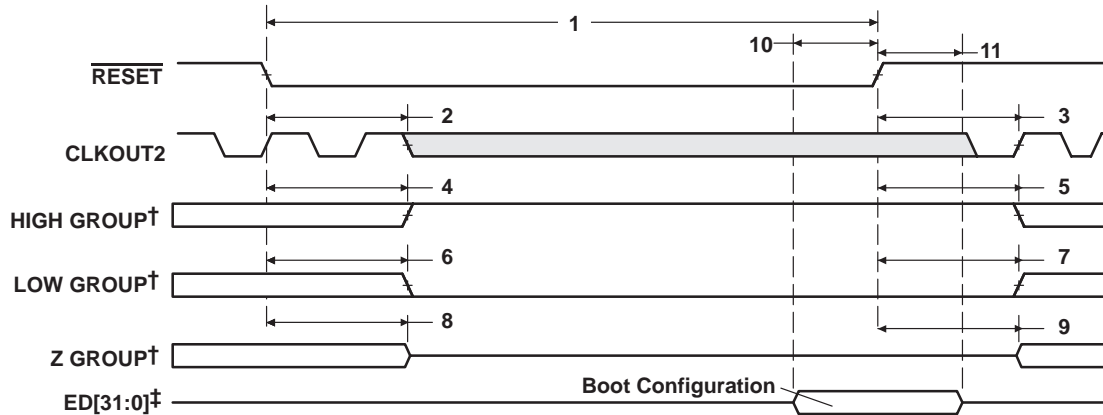 1
10
11
RESET
2
3
CLKOUT2
4
5
HIGH GROUP†
6
7
LOW GROUP†
8
9
Z GROUP†
Boot Configuration
ED[31:0]‡